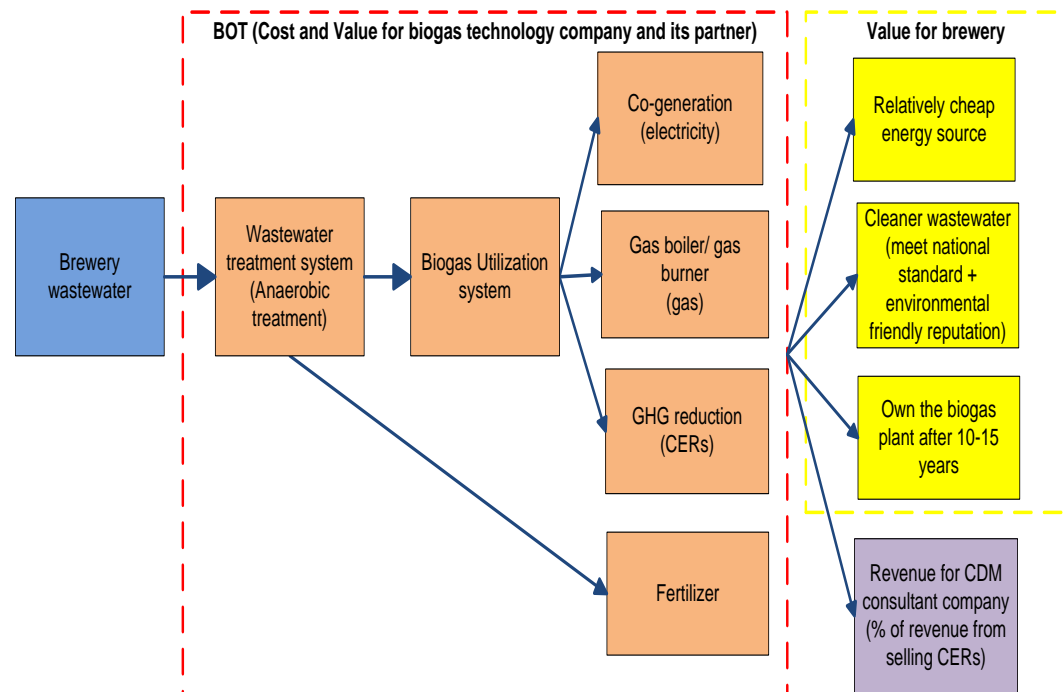 BOT (Cost and Value for biogas technology company and its partner)
Value for brewery
Brewery
wastewater
Wastewater
treatment system
(Anaerobic
treatment)
Biogas Utilization
system
Co-generation
(electricity)
Gas boiler/ gas
burner
(gas)
GHG reduction
(CERs)
Fertilizer
Relatively cheap
energy source
Cleaner wastewater
(meet national
standard +
environmental
friendly reputation)
Own the biogas
plant after 10-15
years
Revenue for CDM
consultant company
(% of revenue from
selling CERs)